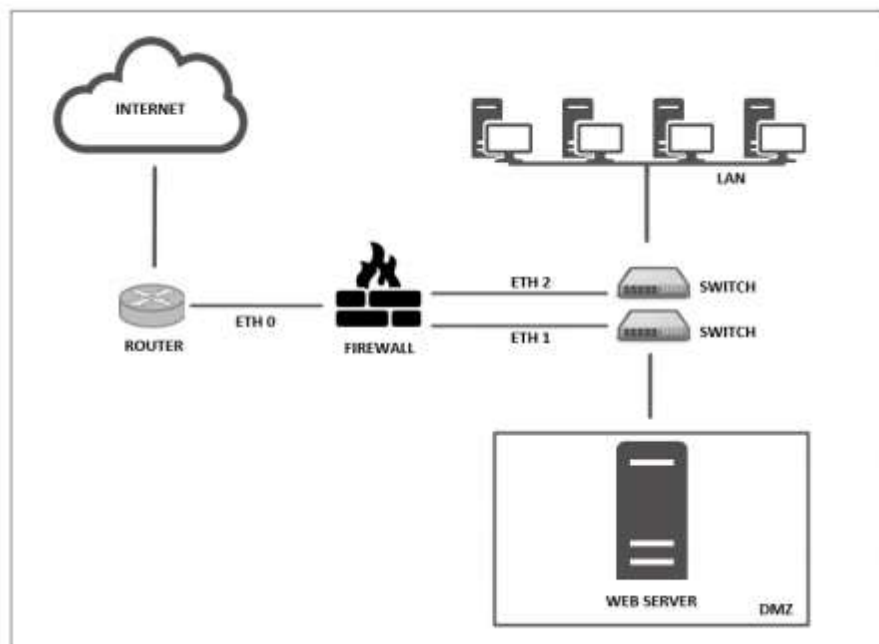 INTERNET
LAN
ETH 2
SWITCH
ETH 0
ETH 1
SWITCH
ROUTER
FIREWALL
WEB SERVER
DMZ